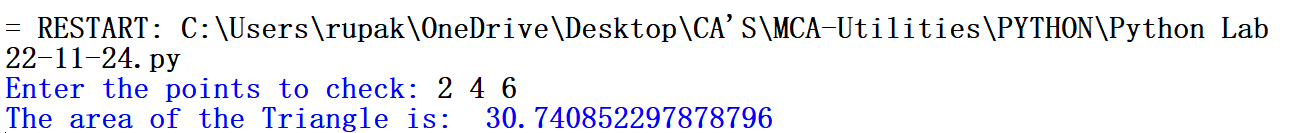 = RESTART: C:\Users\rupak\OneDrive\Desktop\CA'S\MCA-Utilities\PYTHON\Python Lab
22-11-24.py
Enter the points to check: 2 4 6
The area of the Triangle is:  30.740852297878796